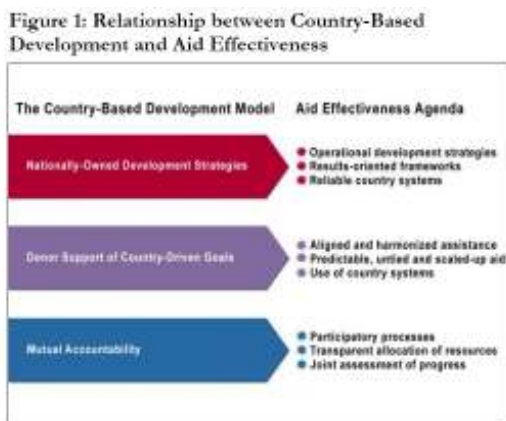 Figure 1: Relationship between Country-Based
Development and Aid Effectiveness
The Country-Based Development Model
Aid Effectiveness Agenda
Nationally-Owned Development Strategies
Operational development strategies
Results-oriented frameworks
Reliable country systems
Donor Support of Country-Driven Goals
Aligned and harmonized assistance
Predictable, untied and scaled-up aid
Use of country systems
Mutual Accountability
Participatory processes
Transparent allocation of resources
Joint assessment of progress